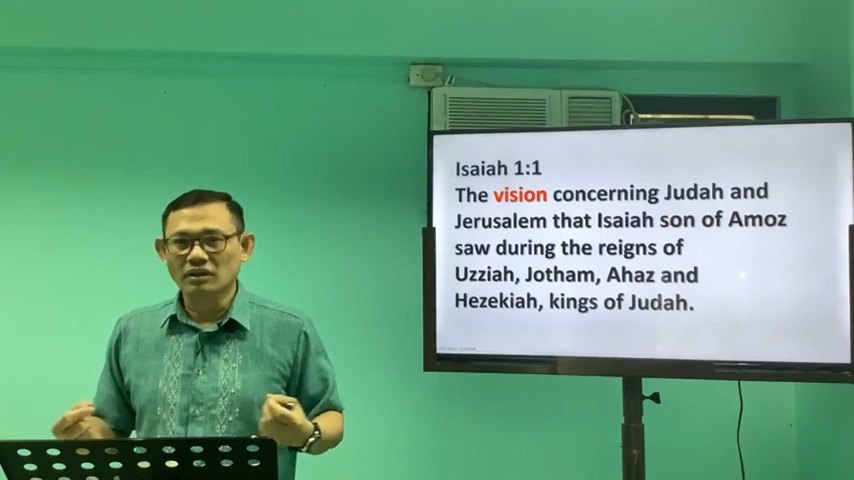 Isaiah 1:1
The vision concerning Judah and
Jerusalem that Isaiah son of Amoz
saw during the reigns of
Uzziah, Jotham, Ahaz and
Hezekiah, kings of Judah.